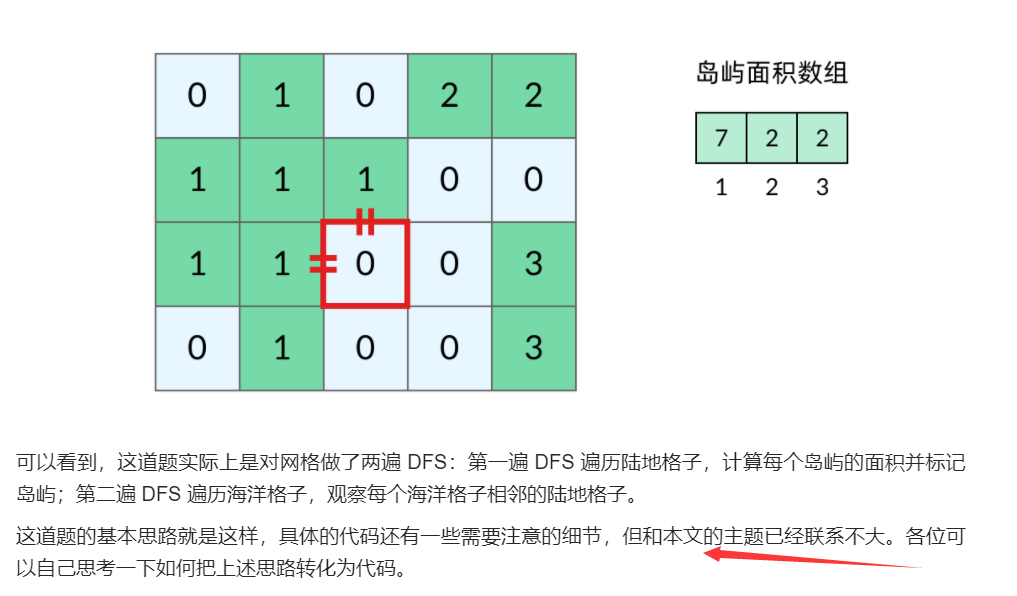 岛屿面积数组
0 1 0 2 2
7 2 2
1 1 1 0 0
1 2 3
1 1 0 0 3
0 1 0 0 3
可以看到，这道题实际上是对网格做了两遍 DFS：第一遍 DFS 遍历陆地格子，计算每个岛屿的面积并标记
岛屿；第二遍 DFS 遍历海洋格子，观察每个海洋格子相邻的陆地格子。
这道题的基本思路就是这样，具体的代码还有一些需要注意的细节，但和本文的主题已经联系不大。各位可
以自己思考一下如何把上述思路转化为代码。